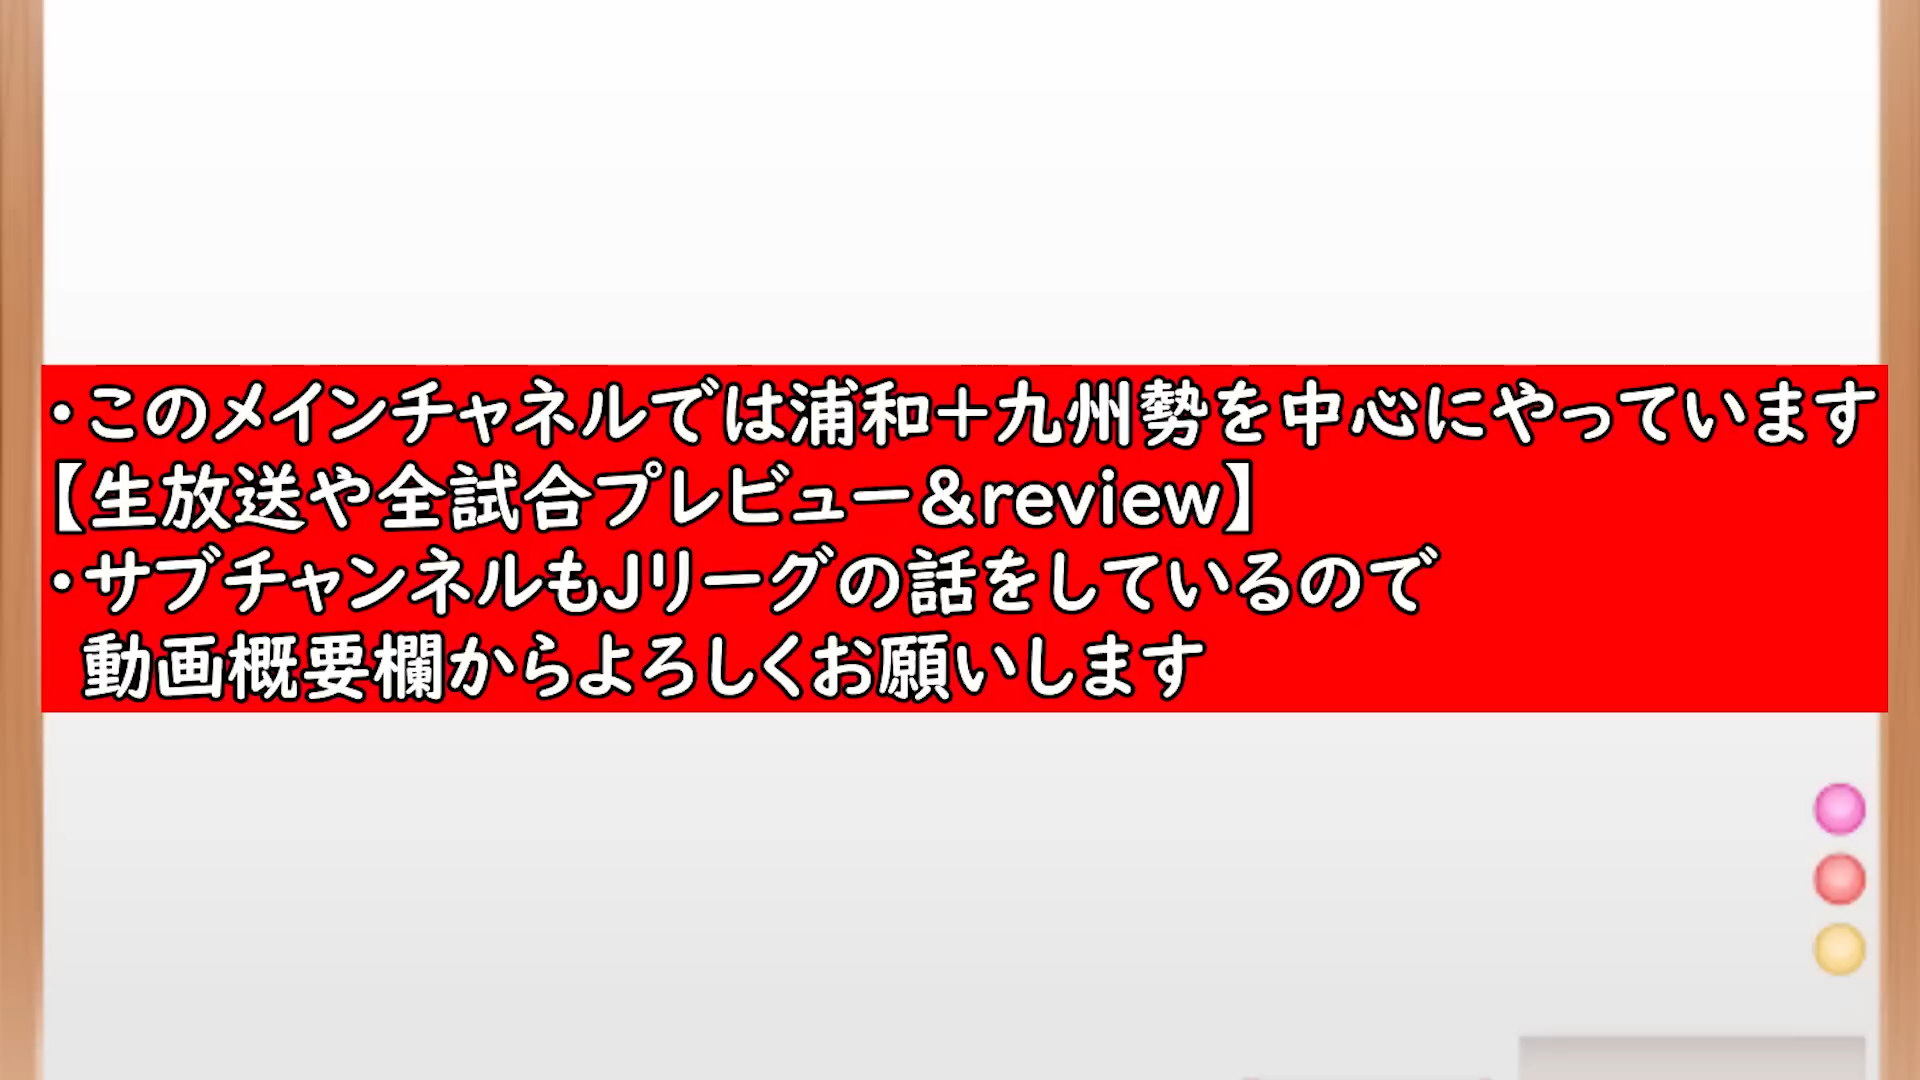 ・このメインチャネルでは浦和＋九州勢を中心にやっています
【生放送や全試合プレビュー＆review】
・サブチャンネルもJリーグの話をしているので
動画概要欄からよろしくお願いします